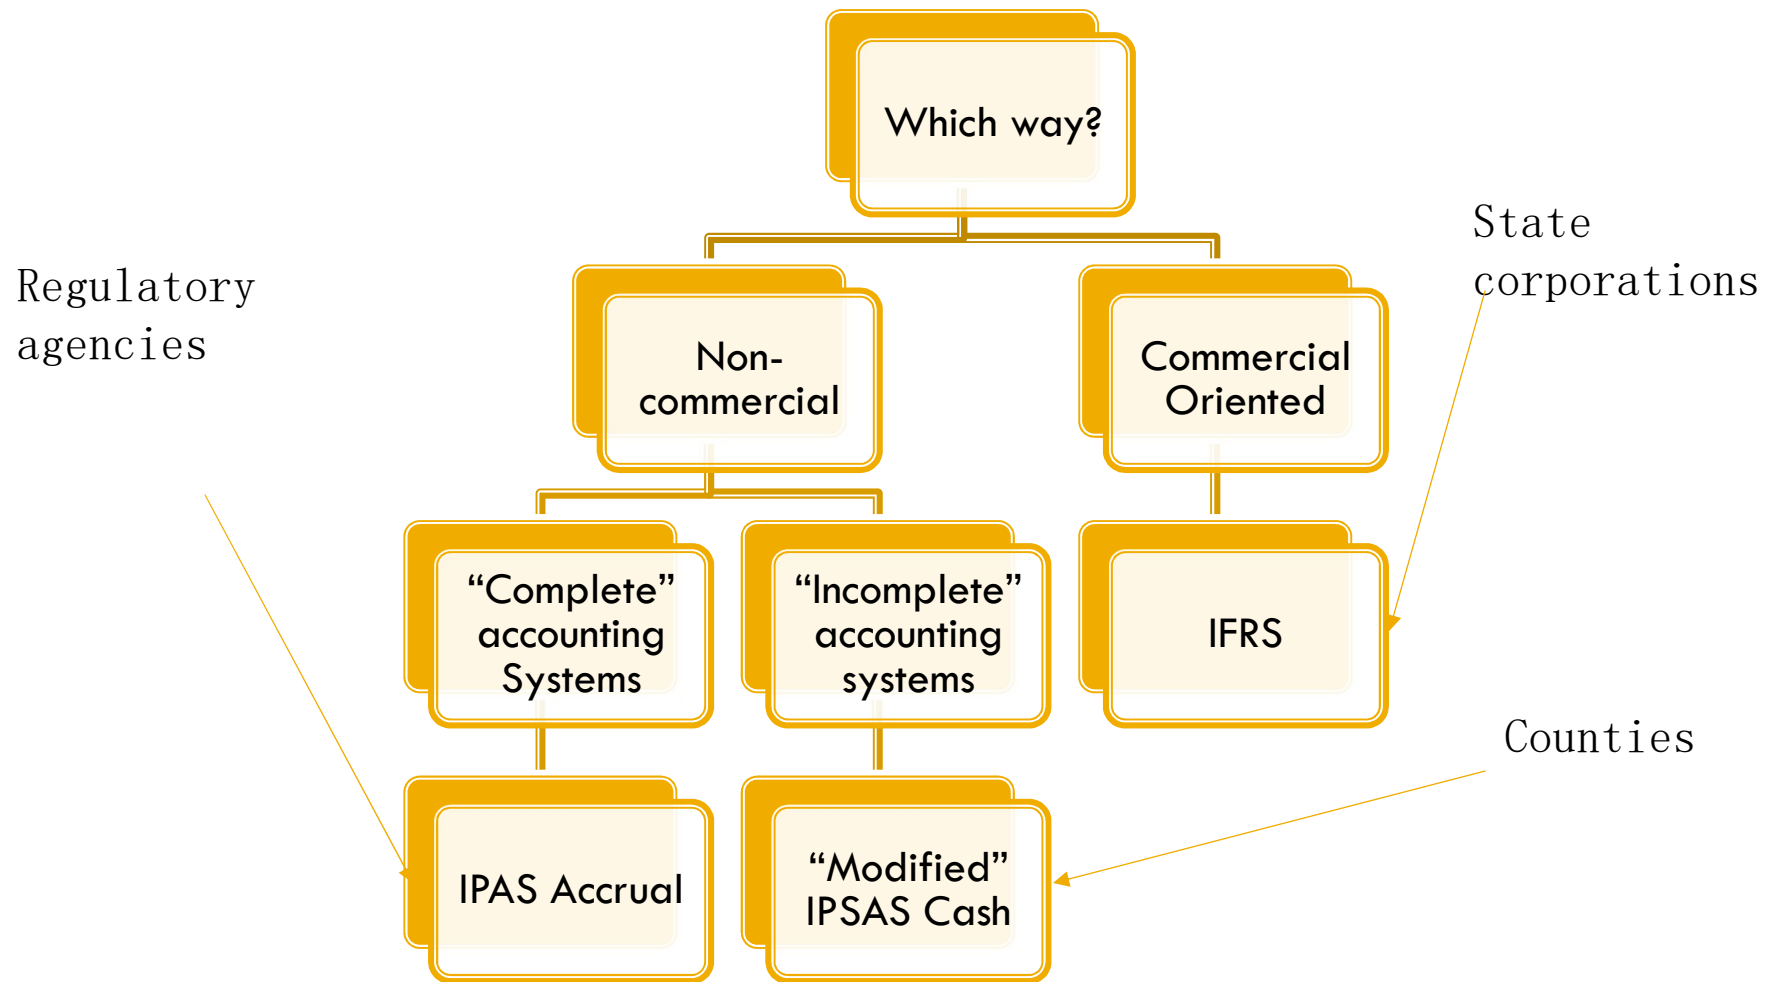 Which way?
State
corporations
Regulatory
agencies
Non-
commercial
Commercial
Oriented
“Complete”
accounting
Systems
“Incomplete”
accounting
systems
IFRS
Counties
IPAS Accrual
“Modified”
IPSAS Cash